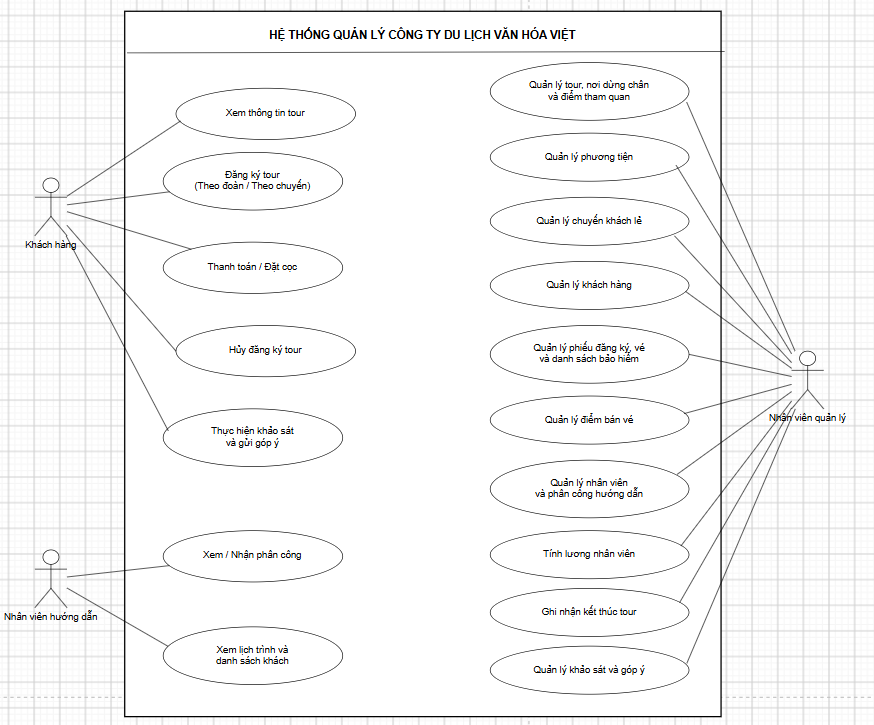 HỆ THỐNG QUẢN LÝ CÔNG TY DU LỊCH VĂN HÓA VIỆT
Xem thông tin tour
Đăng ký tour
(Theo đoàn / Theo chuyến)
Thanh toán / Đặt cọc
Hủy đăng ký tour
Thực hiện khảo sát
và gửi góp ý
Khách hàng
Xem / Nhận phân công
Xem lịch trình và
danh sách khách
Nhân viên hướng dẫn
Quản lý tour, nơi dừng chân
và điểm tham quan
Quản lý phương tiện
Quản lý chuyến khách lẻ
Quản lý khách hàng
Quản lý phiếu đăng ký, vé
và danh sách bảo hiểm
Quản lý điểm bán vé
Quản lý nhân viên
và phân công hướng dẫn
Tính lương nhân viên
Ghi nhận kết thúc tour
Quản lý khảo sát và góp ý
Nhân viên quản lý